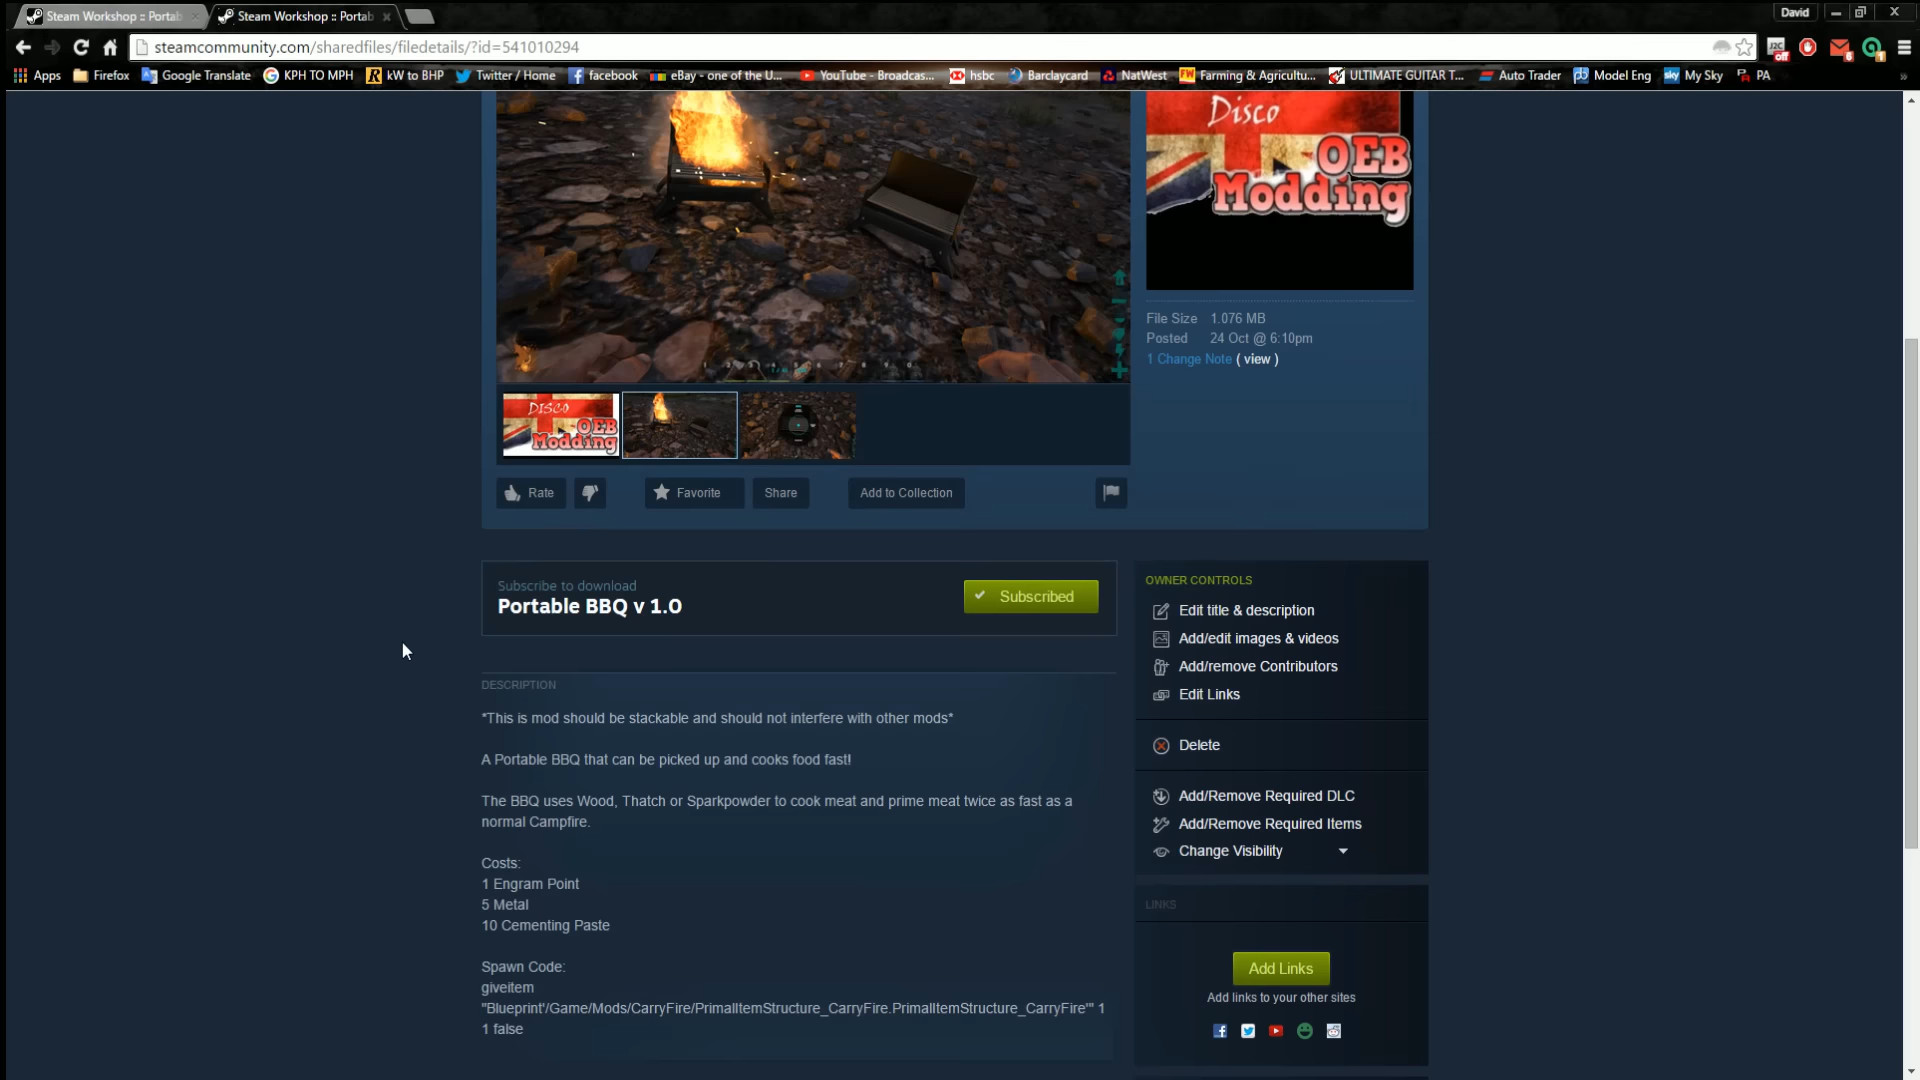 Steam Workshop :: Portab
Steam Workshop :: Portab
David
steamcommunity.com/sharedfiles/filedetails/?id=541010294
Apps
Firefox
Google Translate
KPH TO MPH
kW to BHP
Twitter / Home
facebook
eBay - one of the U...
YouTube - Broadcas...
hsbc
Barclaycard
NatWest
Farming & Agricultu...
ULTIMATE GUITAR T...
Auto Trader
Model Eng
My Sky
PA
Disco
OEB
Modding
File Size 1.076 MB
Posted 24 Oct @ 6:10pm
1 Change Note ( view )
DISCO
OEB
Modding
Rate
Favorite
Share
Add to Collection
Subscribe to download
Portable BBQ v 1.0
Subscribed
DESCRIPTION
*This is mod should be stackable and should not interfere with other mods*
A Portable BBQ that can be picked up and cooks food fast!
The BBQ uses Wood, Thatch or Sparkpowder to cook meat and prime meat twice as fast as a
normal Campfire.
Costs:
1 Engram Point
5 Metal
10 Cementing Paste
Spawn Code:
giveitem
"Blueprint'/Game/Mods/CarryFire/PrimalItemStructure_CarryFire.PrimalItemStructure_CarryFire'" 1
1 false
OWNER CONTROLS
Edit title & description
Add/edit images & videos
Add/remove Contributors
Edit Links
Delete
Add/Remove Required DLC
Add/Remove Required Items
Change Visibility
LINKS
Add Links
Add links to your other sites